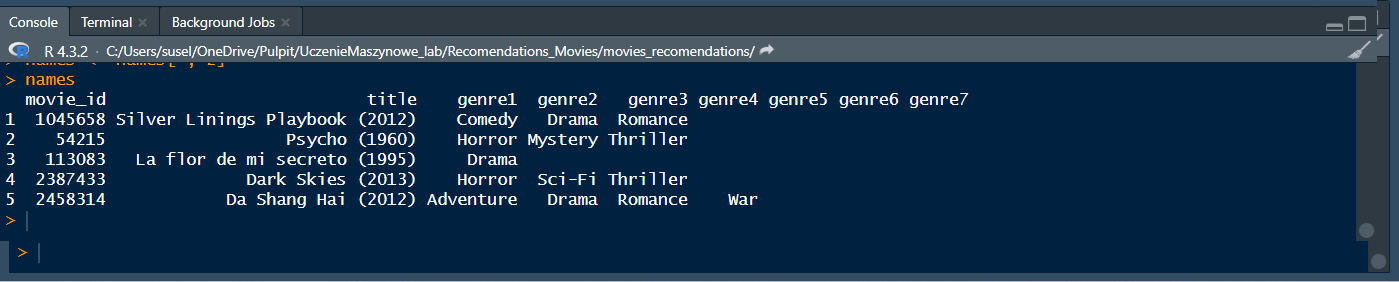 Console Terminal × Background Jobs ×
R 4.3.2 · C:/Users/susel/OneDrive/Pulpit/UczenieMaszynowe_lab/Recomendations_Movies/movies_recomendations/
> names
movie_id title genre1 genre2 genre3 genre4 genre5 genre6 genre7
1 1045658 Silver Linings Playbook (2012) Comedy Drama Romance
2 54215 Psycho (1960) Horror Mystery Thriller
3 113083 La flor de mi secreto (1995) Drama
4 2387433 Dark Skies (2013) Horror Sci-Fi Thriller
5 2458314 Da Shang Hai (2012) Adventure Drama Romance War
>
>